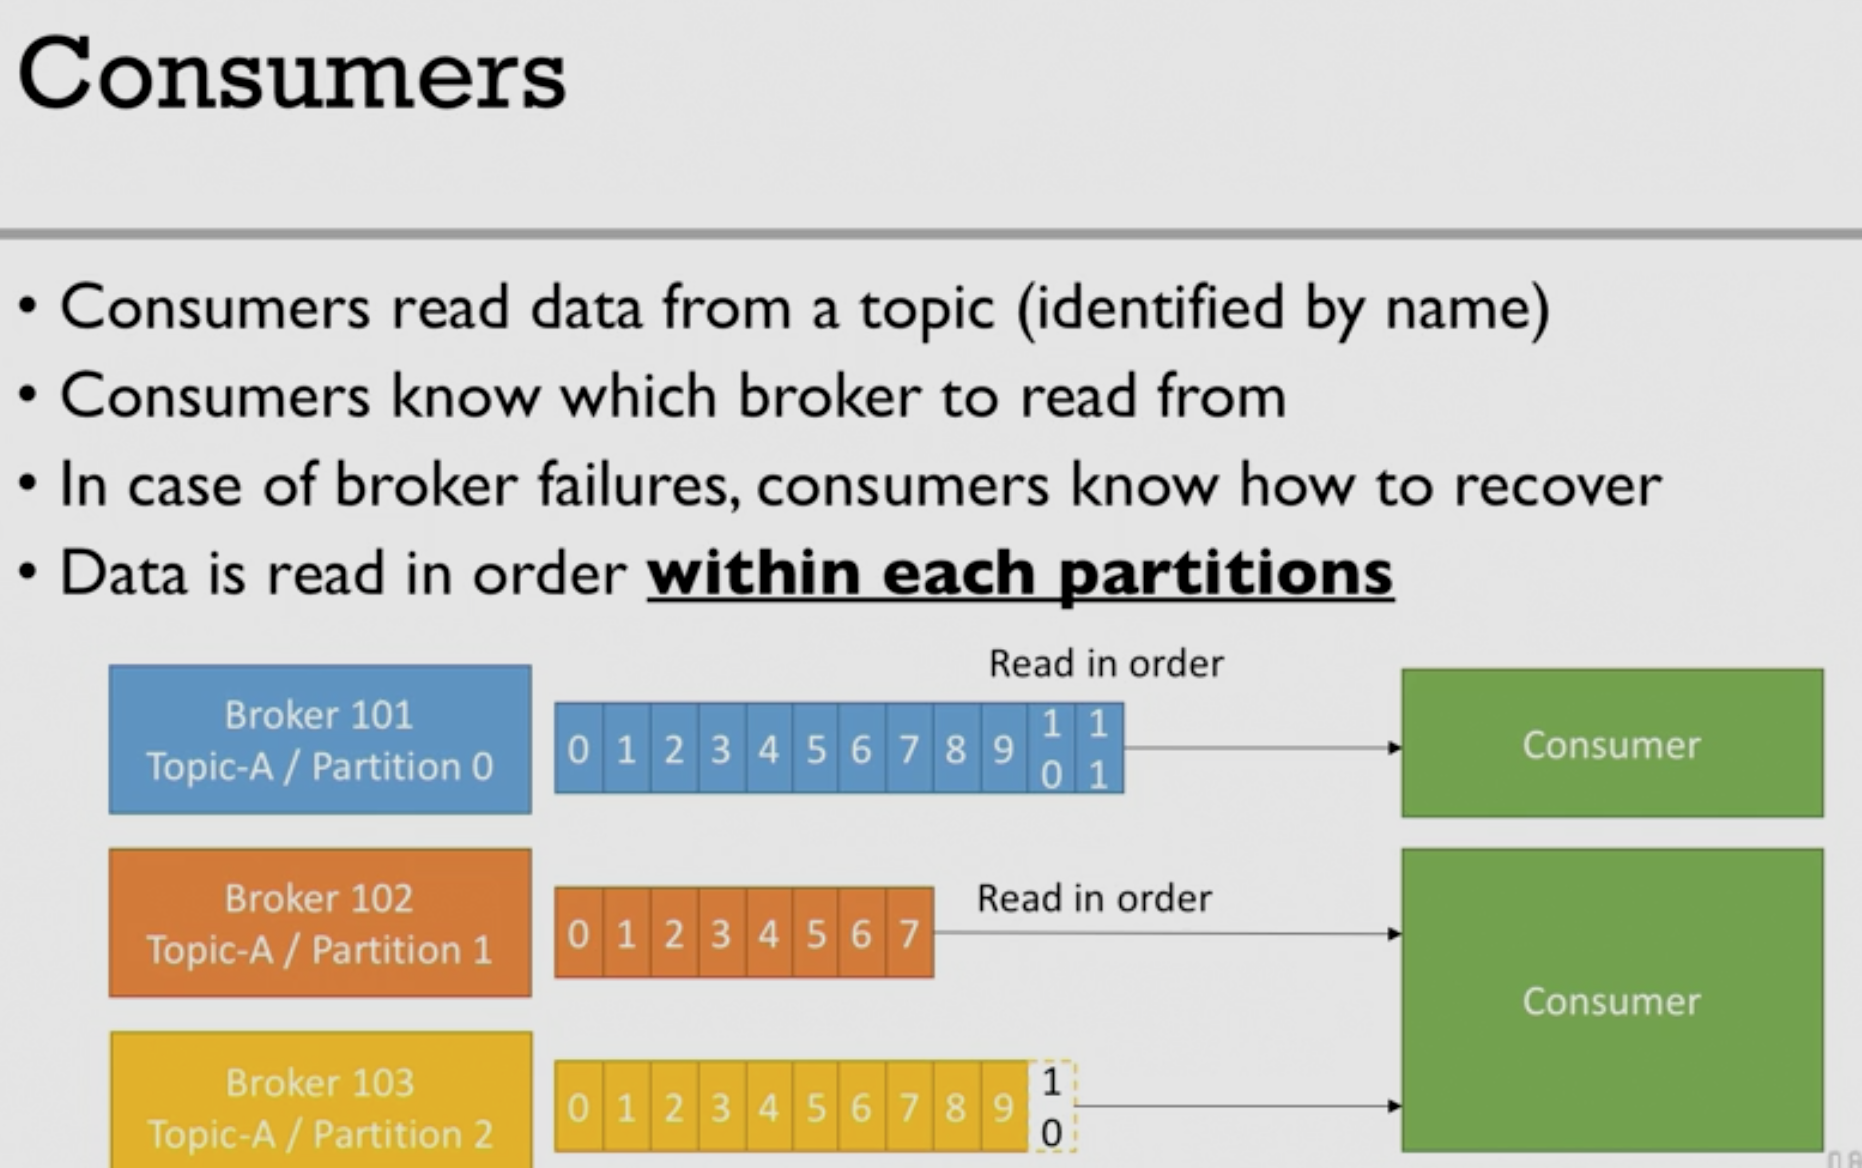 Consumers
• Consumers read data from a topic (identified by name)
• Consumers know which broker to read from
• In case of broker failures, consumers know how to recover
• Data is read in order within each partitions
Read in order
Broker 101
Topic-A / Partition 0
0 1 2 3 4 5 6 7 8 9 10 11
Consumer
Broker 102
Topic-A / Partition 1
0 1 2 3 4 5 6 7
Read in order
Consumer
Broker 103
Topic-A / Partition 2
0 1 2 3 4 5 6 7 8 9 10